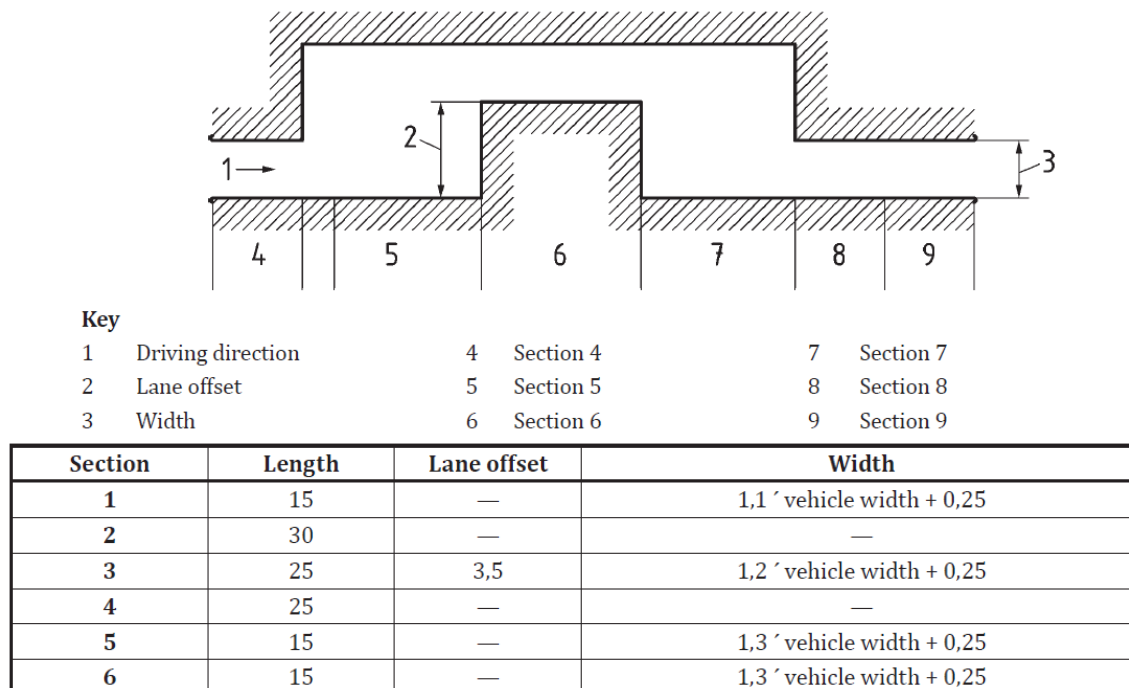 2
1
3
4 5 6 7 8 9
Key
1 Driving direction 4 Section 4 7 Section 7
2 Lane offset 5 Section 5 8 Section 8
3 Width 6 Section 6 9 Section 9
Section Length Lane offset Width
1 15 — 1,1 ´ vehicle width + 0,25
2 30 — —
3 25 3,5 1,2 ´ vehicle width + 0,25
4 25 — —
5 15 — 1,3 ´ vehicle width + 0,25
6 15 — 1,3 ´ vehicle width + 0,25